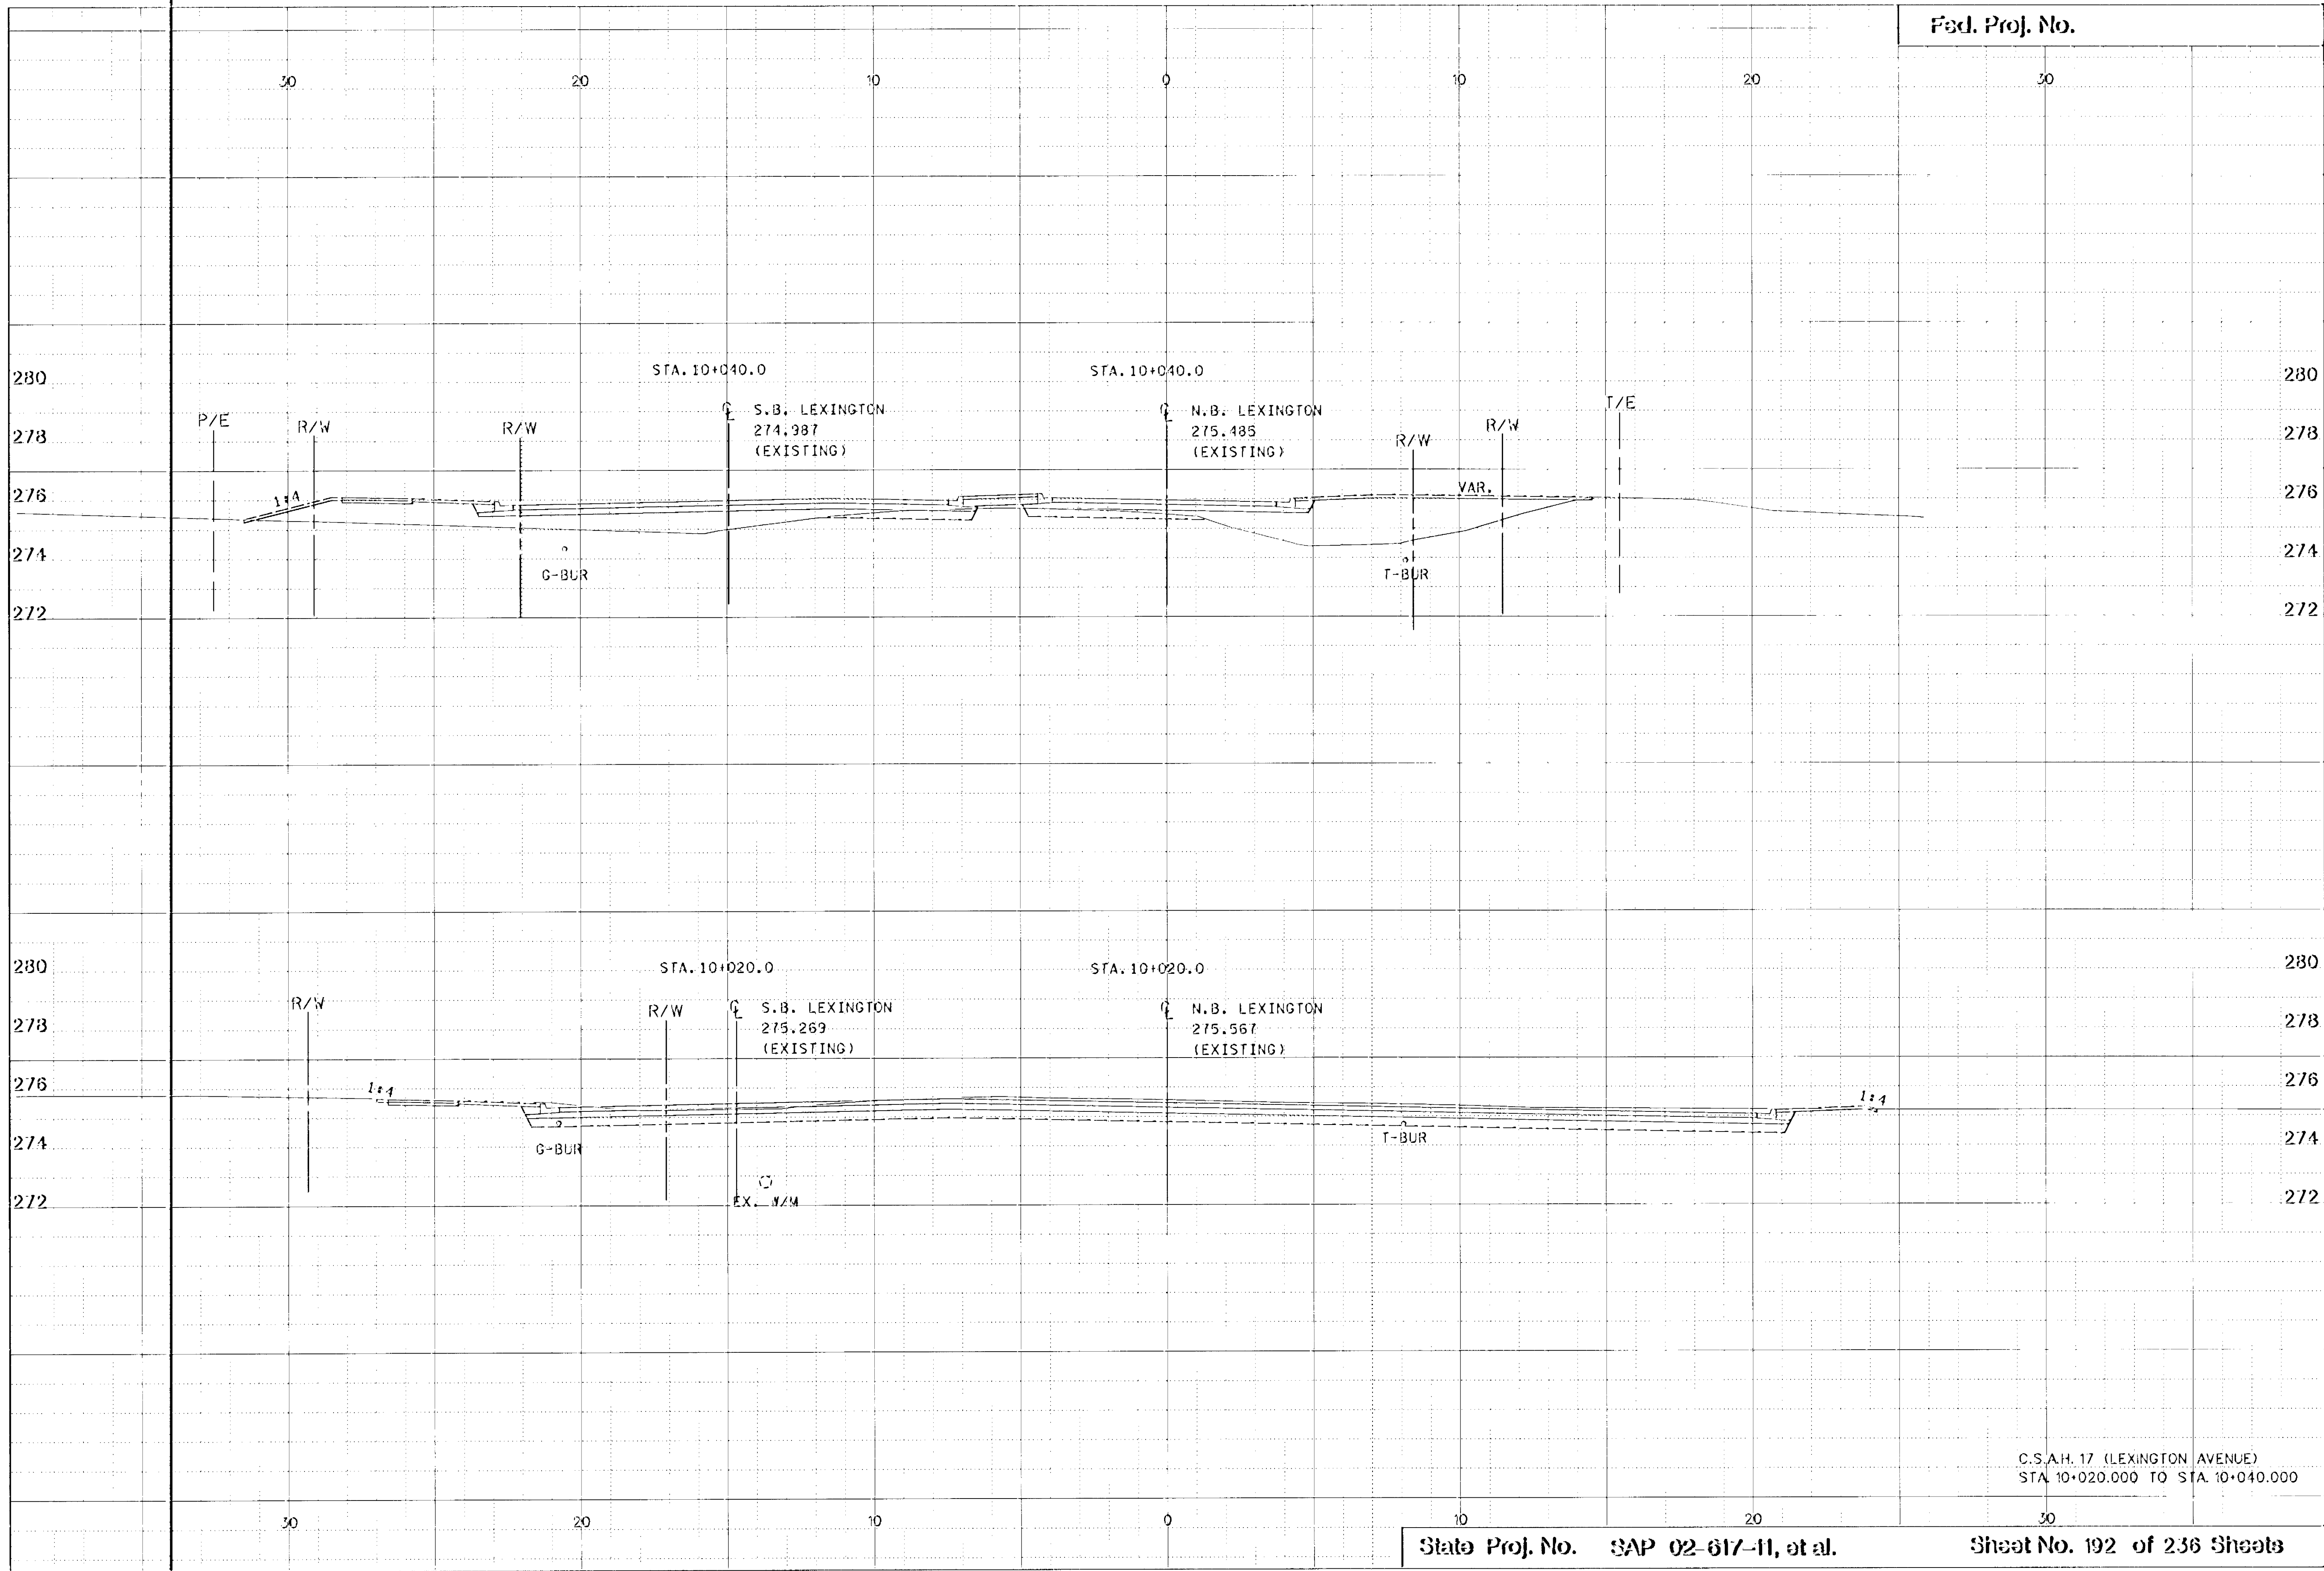 Fed. Proj. No.
30 20 10 0 10 20 30
STA. 10+040.0 STA. 10+040.0
280 280
P/E R/W R/W S.B. LEXINGTON N.B. LEXINGTON R/W R/W T/E
274.987 275.485
278 278
(EXISTING) (EXISTING)
276 1:4 VAR. 276
274 274
G-BUR T-BUR
272 272
280 STA. 10+020.0 STA. 10+020.0 280
R/W R/W S.B. LEXINGTON N.B. LEXINGTON
278 275.269 275.567 278
(EXISTING) (EXISTING)
276 1:4 1:4 276
274 G-BUR T-BUR 274
272 EX. W/M 272
C.S.A.H. 17 (LEXINGTON AVENUE)
STA. 10+020.000 TO STA. 10+040.000
30 20 10 0 10 20 30
State Proj. No. SAP 02-617-11, et al. Sheet No. 192 of 236 Sheets